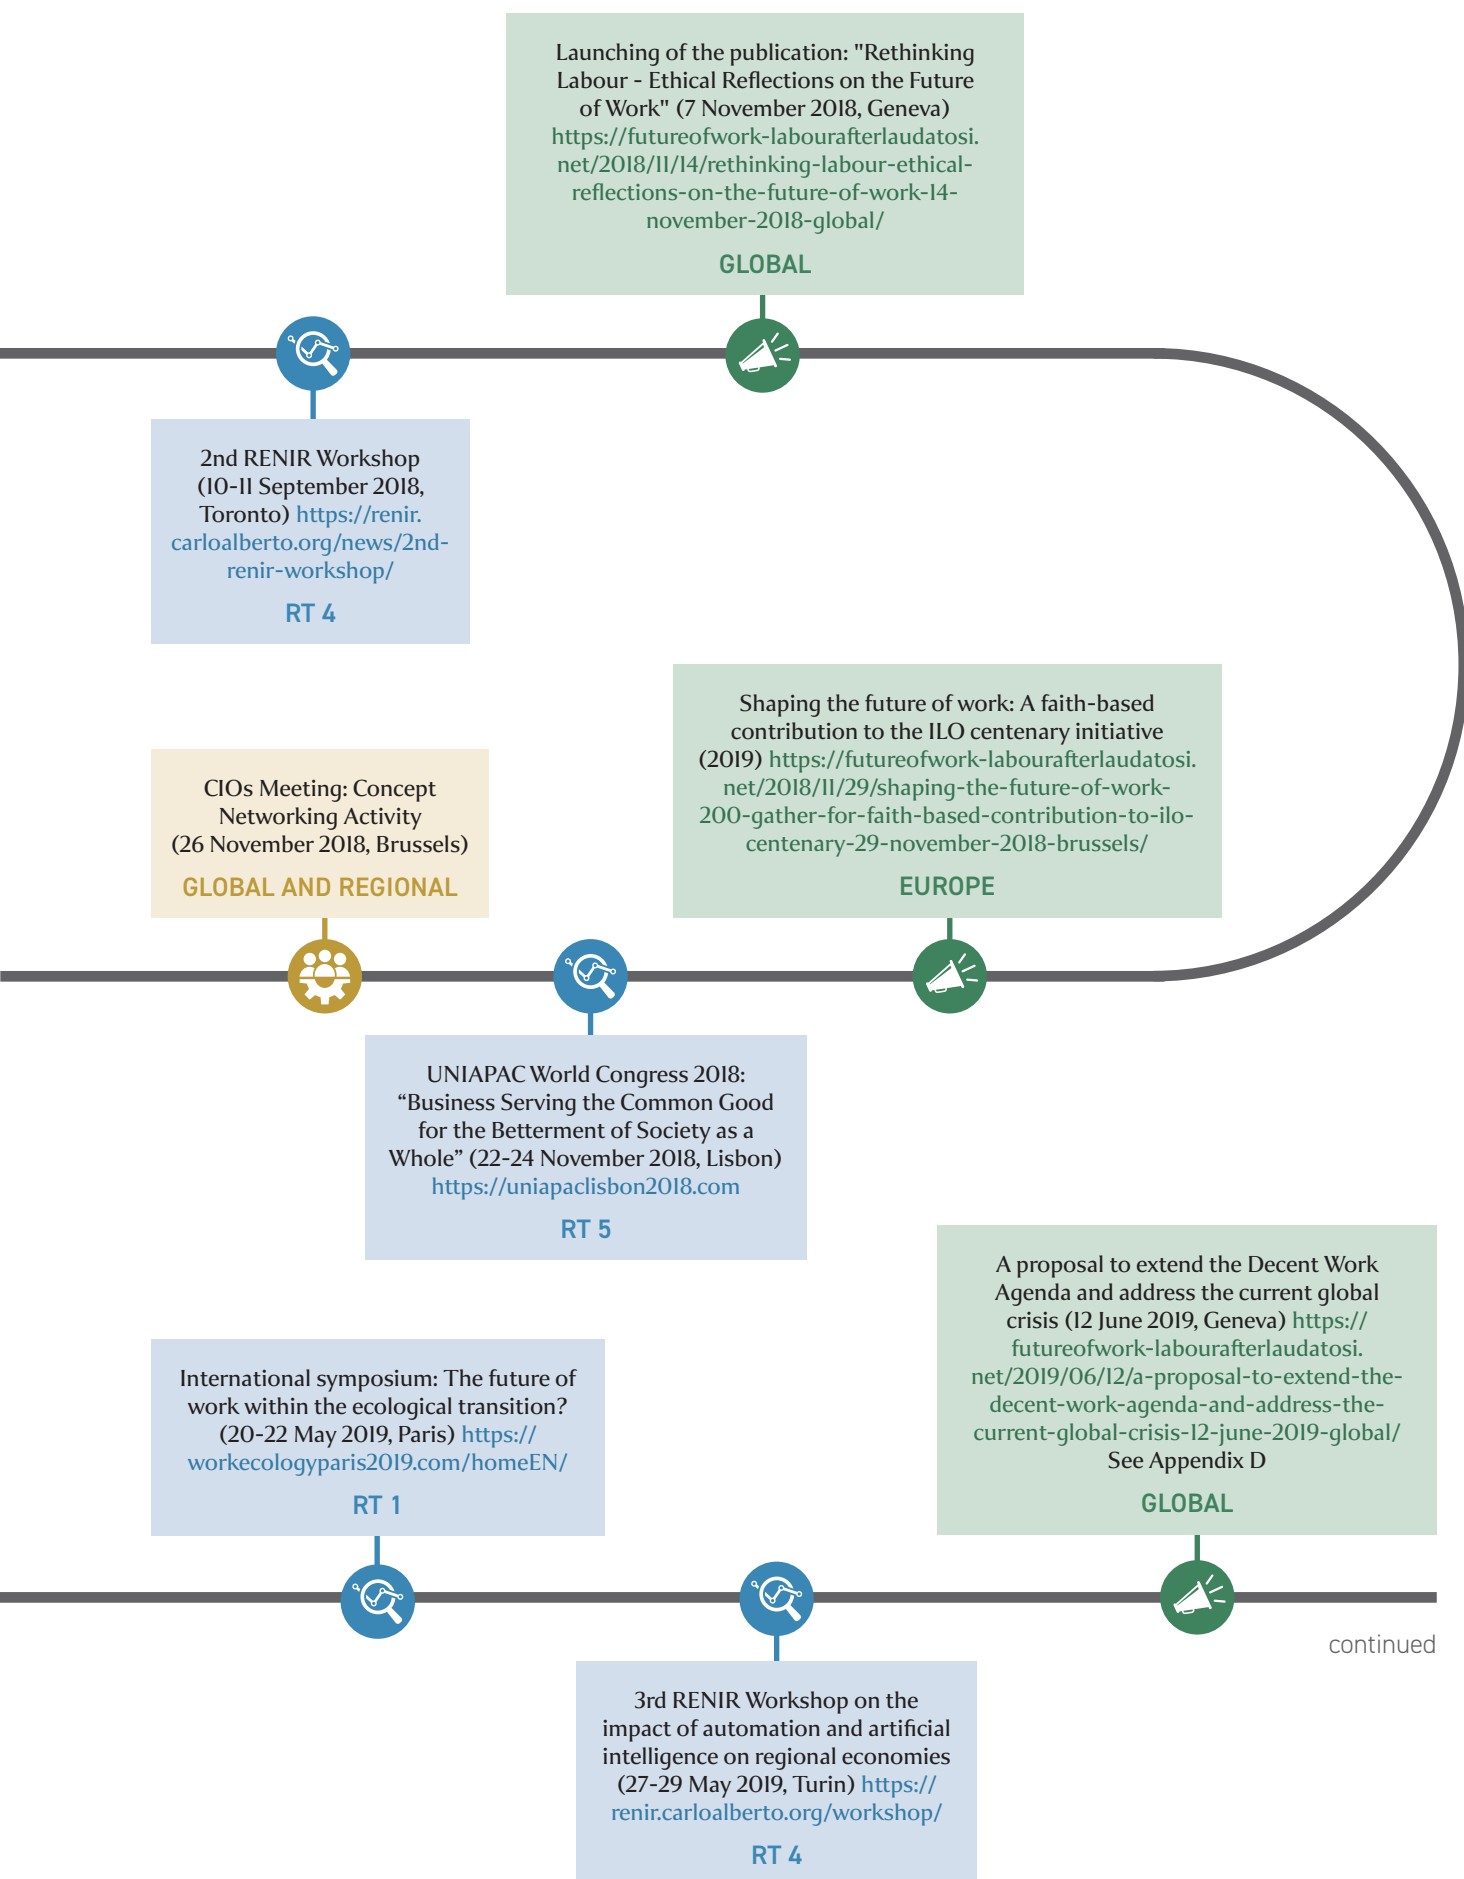 Launching of the publication: "Rethinking
Labour - Ethical Reflections on the Future
of Work" (7 November 2018, Geneva)
https://futureofwork-labourafterlaudatosi.
net/2018/11/14/rethinking-labour-ethical-
reflections-on-the-future-of-work-14-
november-2018-global/
GLOBAL
2nd RENIR Workshop
(10-11 September 2018,
Toronto) https://renir.
carloalberto.org/news/2nd-
renir-workshop/
RT 4
Shaping the future of work: A faith-based
contribution to the ILO centenary initiative
(2019) https://futureofwork-labourafterlaudatosi.
net/2018/11/29/shaping-the-future-of-work-
200-gather-for-faith-based-contribution-to-ilo-
centenary-29-november-2018-brussels/
EUROPE
CIOs Meeting: Concept
Networking Activity
(26 November 2018, Brussels)
GLOBAL AND REGIONAL
UNIAPAC World Congress 2018:
“Business Serving the Common Good
for the Betterment of Society as a
Whole” (22-24 November 2018, Lisbon)
https://uniapaclisbon2018.com
RT 5
A proposal to extend the Decent Work
Agenda and address the current global
crisis (12 June 2019, Geneva) https://
futureofwork-labourafterlaudatosi.
net/2019/06/12/a-proposal-to-extend-the-
decent-work-agenda-and-address-the-
current-global-crisis-12-june-2019-global/
See Appendix D
GLOBAL
International symposium: The future of
work within the ecological transition?
(20-22 May 2019, Paris) https://
workecologyparis2019.com/homeEN/
RT 1
continued
3rd RENIR Workshop on the
impact of automation and artificial
intelligence on regional economies
(27-29 May 2019, Turin) https://
renir.carloalberto.org/workshop/
RT 4